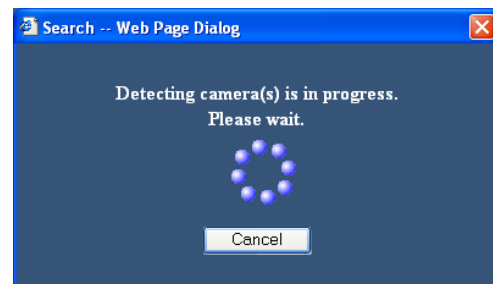 Search -- Web Page Dialog
Detecting camera(s) is in progress.
Please wait.
Cancel